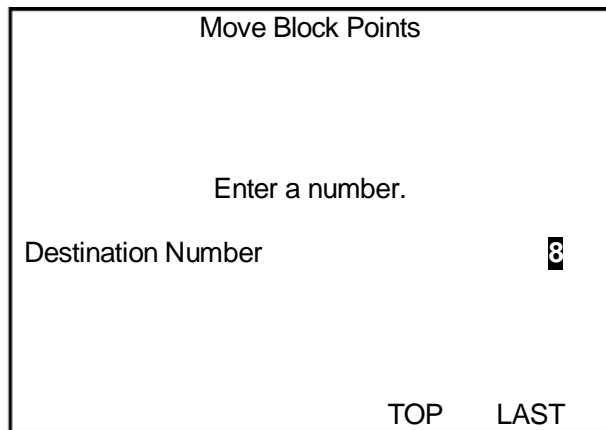 Move Block Points
Enter a number.
Destination Number 8
TOP LAST